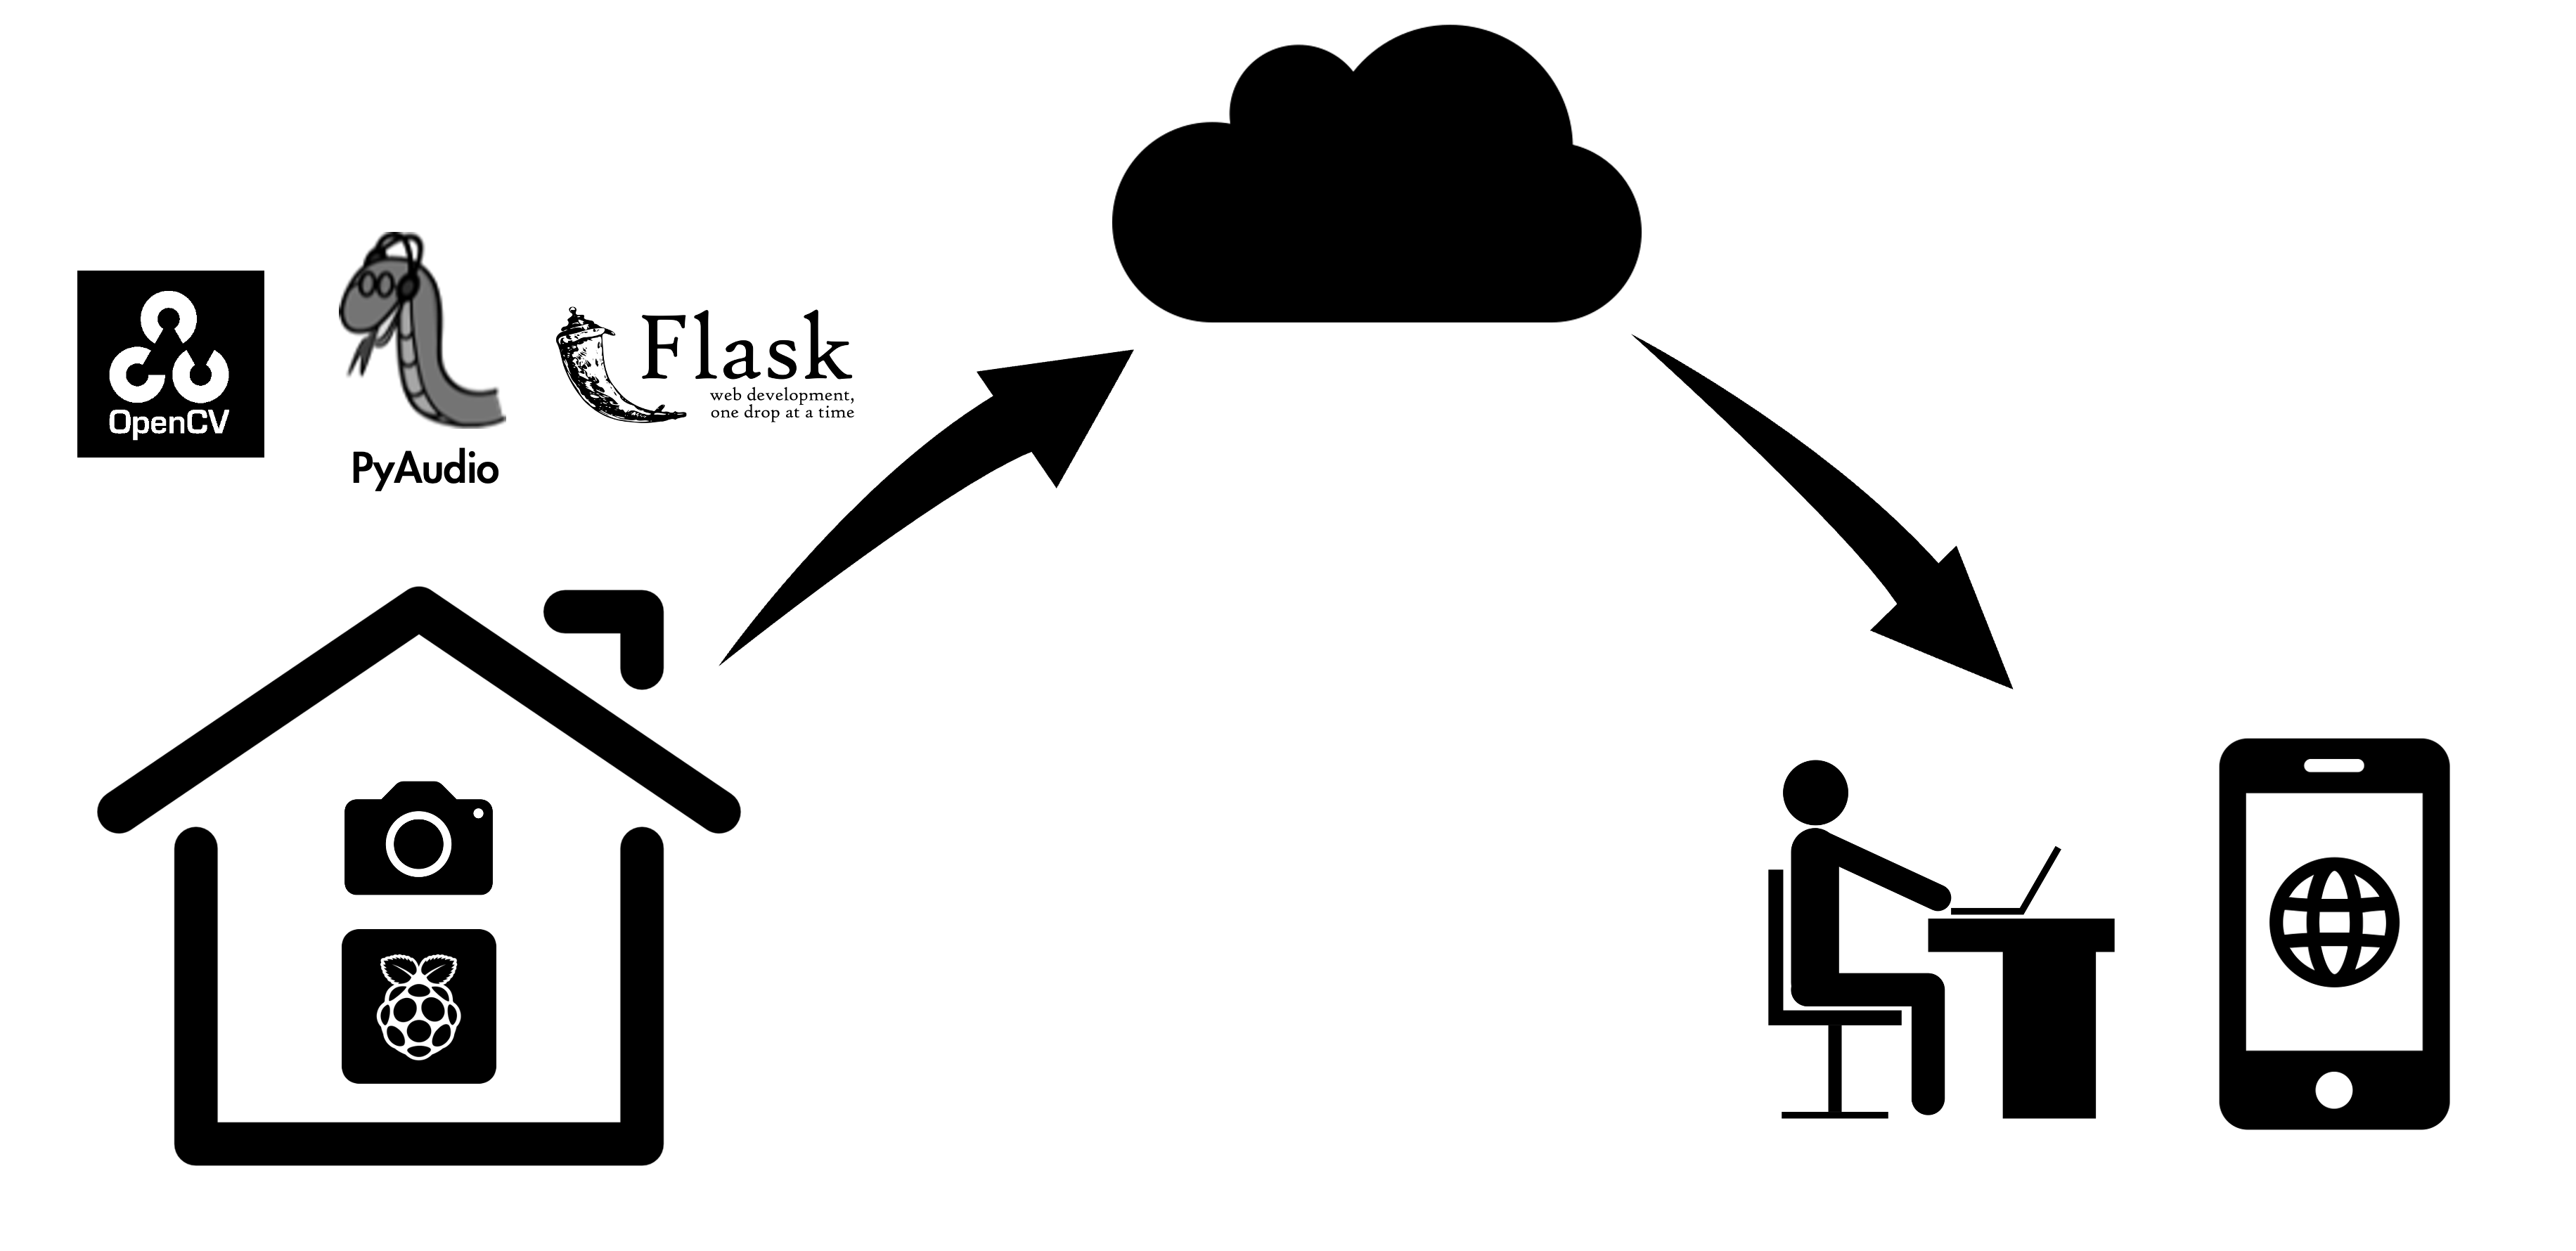 OpenCV
PyAudio
Flask
web development,
one drop at a time